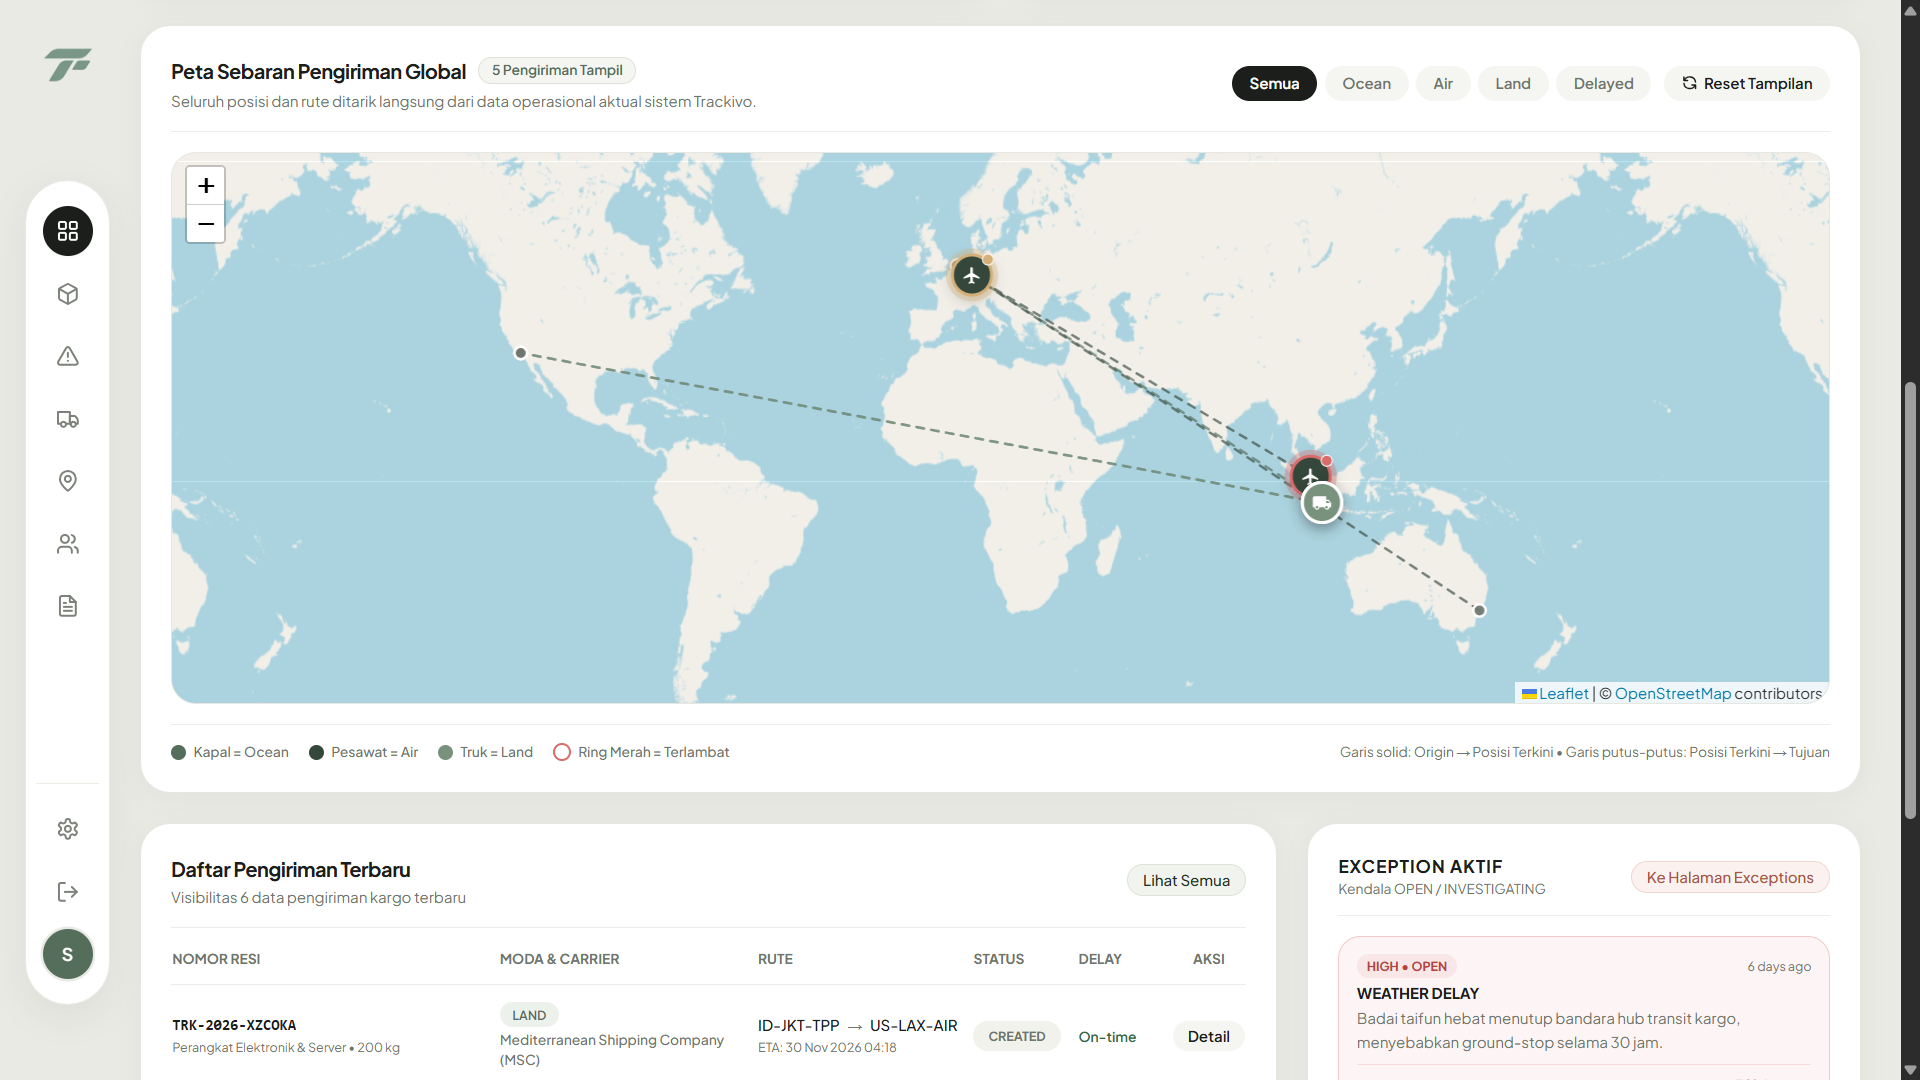 Peta Sebaran Pengiriman Global
5 Pengiriman Tampil
Seluruh posisi dan rute ditarik langsung dari data operasional aktual sistem Trackivo.
Semua
Ocean
Air
Land
Delayed
Reset Tampilan
+
−
Leaflet | © OpenStreetMap contributors
Kapal = Ocean
Pesawat = Air
Truk = Land
Ring Merah = Terlambat
Garis solid: Origin → Posisi Terkini • Garis putus-putus: Posisi Terkini → Tujuan
S
Daftar Pengiriman Terbaru
Visibilitas 6 data pengiriman kargo terbaru
Lihat Semua
NOMOR RESI
MODA & CARRIER
RUTE
STATUS
DELAY
AKSI
TRK-2026-XZCOKA
Perangkat Elektronik & Server • 200 kg
LAND
Mediterranean Shipping Company
(MSC)
ID-JKT-TPP → US-LAX-AIR
ETA: 30 Nov 2026 04:18
CREATED
On-time
Detail
EXCEPTION AKTIF
Kendala OPEN / INVESTIGATING
Ke Halaman Exceptions
HIGH • OPEN
6 days ago
WEATHER DELAY
Badai taifun hebat menutup bandara hub transit kargo,
menyebabkan ground-stop selama 30 jam.